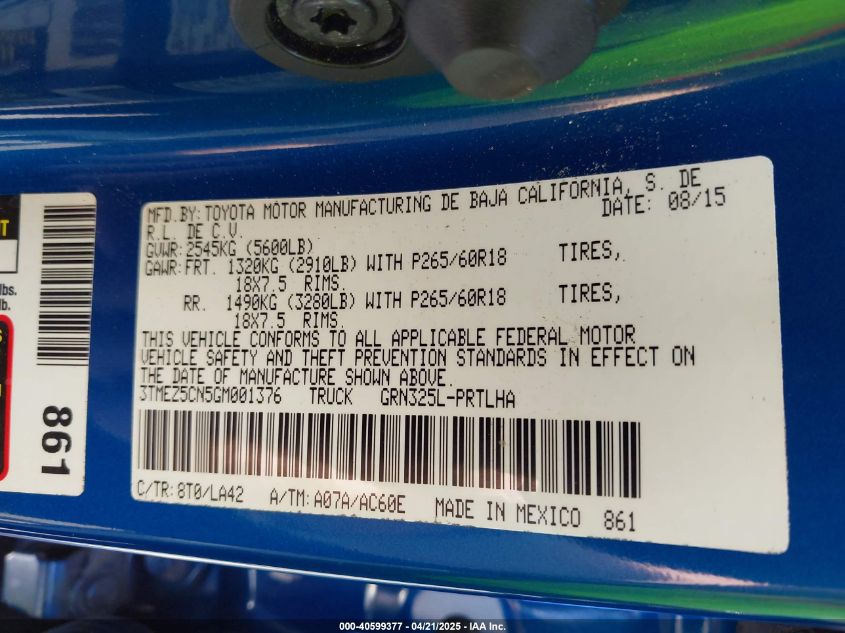 MFD.BY:TOYOTA MOTOR MANUFACTURING DE BAJA CALIFORNIA, S. DE
R.L. DE C.V. DATE: 08/15
GVWR:2545KG (5600LB)
GAWR:FRT. 1320KG (2910LB) WITH P265/60R18 TIRES,
18X7.5 RIMS.
RR. 1490KG (3280LB) WITH P265/60R18 TIRES,
18X7.5 RIMS.
THIS VEHICLE CONFORMS TO ALL APPLICABLE FEDERAL MOTOR
VEHICLE SAFETY AND THEFT PREVENTION STANDARDS IN EFFECT ON
THE DATE OF MANUFACTURE SHOWN ABOVE.
3TMEZ5CN5GM001376 TRUCK GRN325L-PRTLHA
C/TR:8T0/LA42 A/TM:A07A/AC60E MADE IN MEXICO 861
lbs.
lb.
861
000-40599377 - 04/21/2025 - IAA Inc.